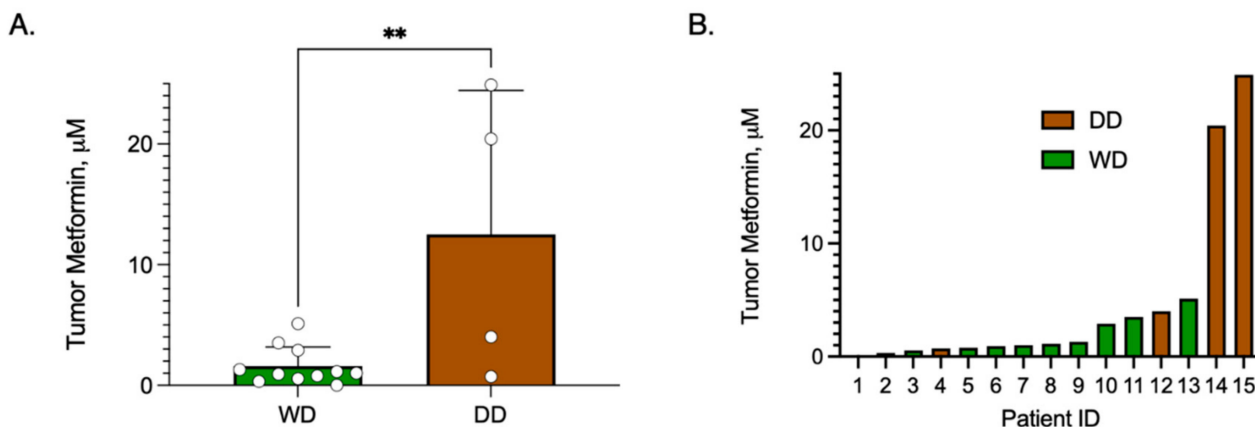 A.
**
Tumor Metformin, μM
20
10
0
WD
DD
B.
Tumor Metformin, μM
20
10
0
DD
WD
1 2 3 4 5 6 7 8 9 10 11 12 13 14 15
Patient ID